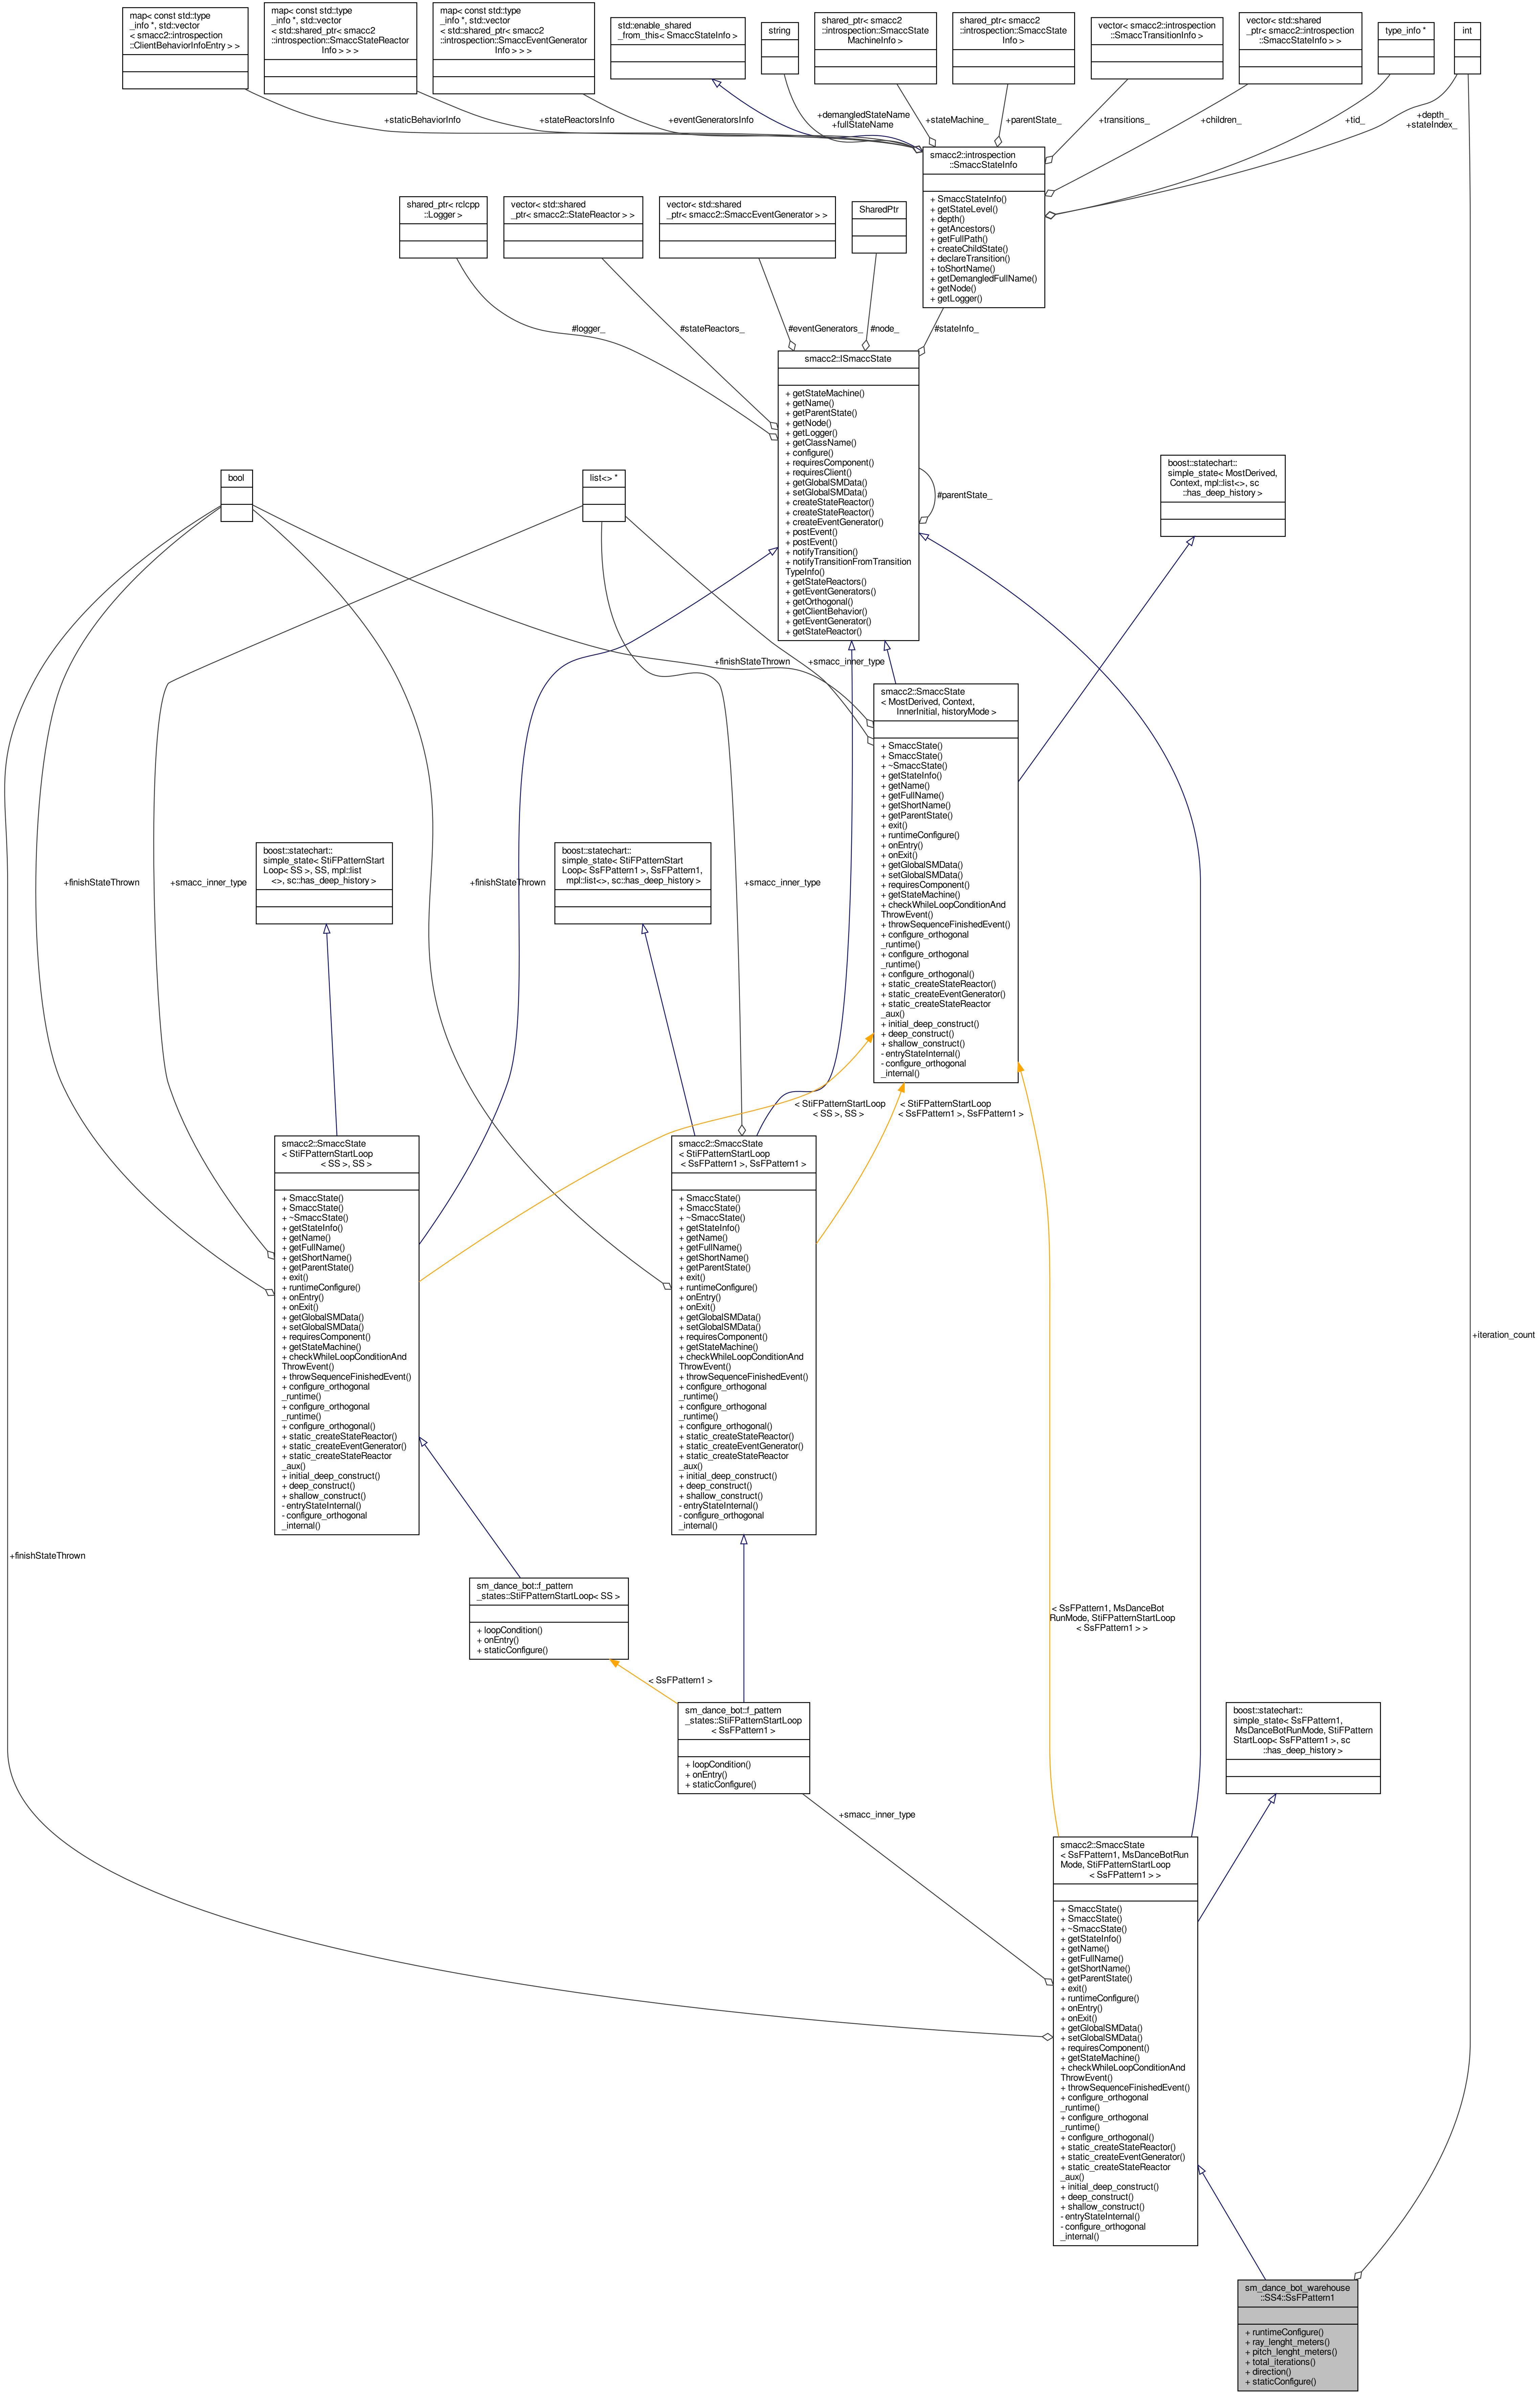 map< const std::type
_info *, std::vector
< smacc2::introspection
::ClientBehaviorInfoEntry > >
map< const std::type
_info *, std::vector
< std::shared_ptr< smacc2
::introspection::SmaccStateReactor
Info > > >
map< const std::type
_info *, std::vector
< std::shared_ptr< smacc2
::introspection::SmaccEventGenerator
Info > > >
std::enable_shared
_from_this< SmaccStateInfo >
string
shared_ptr< smacc2
::introspection::SmaccState
MachineInfo >
shared_ptr< smacc2
::introspection::SmaccState
Info >
vector< smacc2::introspection
::SmaccTransitionInfo >
vector< std::shared
_ptr< smacc2::introspection
::SmaccStateInfo > >
type_info *
int
+staticBehaviorInfo
+stateReactorsInfo
+eventGeneratorsInfo
+demangledStateName
+fullStateName
+stateMachine_
+parentState_
+transitions_
+children_
+tid_
+depth_
+stateIndex_
smacc2::introspection
::SmaccStateInfo
+ SmaccStateInfo()
+ getStateLevel()
+ depth()
+ getAncestors()
+ getFullPath()
+ createChildState()
+ declareTransition()
+ toShortName()
+ getDemangledFullName()
+ getNode()
+ getLogger()
shared_ptr< rclcpp
::Logger >
vector< std::shared
_ptr< smacc2::StateReactor > >
vector< std::shared
_ptr< smacc2::SmaccEventGenerator > >
SharedPtr
#logger_
#stateReactors_
#eventGenerators_
#node_
#stateInfo_
smacc2::ISmaccState
+ getStateMachine()
+ getName()
+ getParentState()
+ getNode()
+ getLogger()
+ getClassName()
+ configure()
+ requiresComponent()
+ requiresClient()
+ getGlobalSMData()
+ setGlobalSMData()
+ createStateReactor()
+ createStateReactor()
+ createEventGenerator()
+ postEvent()
+ postEvent()
+ notifyTransition()
+ notifyTransitionFromTransition
TypeInfo()
+ getStateReactors()
+ getEventGenerators()
+ getOrthogonal()
+ getClientBehavior()
+ getEventGenerator()
+ getStateReactor()
#parentState_
bool
list<> *
boost::statechart::
simple_state< MostDerived,
Context, mpl::list<>, sc
::has_deep_history >
+finishStateThrown
+smacc_inner_type
smacc2::SmaccState
< MostDerived, Context,
InnerInitial, historyMode >
+ SmaccState()
+ SmaccState()
+ ~SmaccState()
+ getStateInfo()
+ getName()
+ getFullName()
+ getShortName()
+ getParentState()
+ exit()
+ runtimeConfigure()
+ onEntry()
+ onExit()
+ getGlobalSMData()
+ setGlobalSMData()
+ requiresComponent()
+ getStateMachine()
+ checkWhileLoopConditionAnd
ThrowEvent()
+ throwSequenceFinishedEvent()
+ configure_orthogonal
_runtime()
+ configure_orthogonal
_runtime()
+ configure_orthogonal()
+ static_createStateReactor()
+ static_createEventGenerator()
+ static_createStateReactor
_aux()
+ initial_deep_construct()
+ deep_construct()
+ shallow_construct()
- entryStateInternal()
- configure_orthogonal
_internal()
boost::statechart::
simple_state< StiFPatternStart
Loop< SS >, SS, mpl::list
<>, sc::has_deep_history >
boost::statechart::
simple_state< StiFPatternStart
Loop< SsFPattern1 >, SsFPattern1,
mpl::list<>, sc::has_deep_history >
+finishStateThrown
+smacc_inner_type
+finishStateThrown
+smacc_inner_type
< StiFPatternStartLoop
< SS >, SS >
< StiFPatternStartLoop
< SsFPattern1 >, SsFPattern1 >
smacc2::SmaccState
< StiFPatternStartLoop
< SS >, SS >
+ SmaccState()
+ SmaccState()
+ ~SmaccState()
+ getStateInfo()
+ getName()
+ getFullName()
+ getShortName()
+ getParentState()
+ exit()
+ runtimeConfigure()
+ onEntry()
+ onExit()
+ getGlobalSMData()
+ setGlobalSMData()
+ requiresComponent()
+ getStateMachine()
+ checkWhileLoopConditionAnd
ThrowEvent()
+ throwSequenceFinishedEvent()
+ configure_orthogonal
_runtime()
+ configure_orthogonal
_runtime()
+ configure_orthogonal()
+ static_createStateReactor()
+ static_createEventGenerator()
+ static_createStateReactor
_aux()
+ initial_deep_construct()
+ deep_construct()
+ shallow_construct()
- entryStateInternal()
- configure_orthogonal
_internal()
smacc2::SmaccState
< StiFPatternStartLoop
< SsFPattern1 >, SsFPattern1 >
+ SmaccState()
+ SmaccState()
+ ~SmaccState()
+ getStateInfo()
+ getName()
+ getFullName()
+ getShortName()
+ getParentState()
+ exit()
+ runtimeConfigure()
+ onEntry()
+ onExit()
+ getGlobalSMData()
+ setGlobalSMData()
+ requiresComponent()
+ getStateMachine()
+ checkWhileLoopConditionAnd
ThrowEvent()
+ throwSequenceFinishedEvent()
+ configure_orthogonal
_runtime()
+ configure_orthogonal
_runtime()
+ configure_orthogonal()
+ static_createStateReactor()
+ static_createEventGenerator()
+ static_createStateReactor
_aux()
+ initial_deep_construct()
+ deep_construct()
+ shallow_construct()
- entryStateInternal()
- configure_orthogonal
_internal()
+iteration_count
+finishStateThrown
sm_dance_bot::f_pattern
_states::StiFPatternStartLoop< SS >
+ loopCondition()
+ onEntry()
+ staticConfigure()
< SsFPattern1, MsDanceBot
RunMode, StiFPatternStartLoop
< SsFPattern1 > >
< SsFPattern1 >
sm_dance_bot::f_pattern
_states::StiFPatternStartLoop
< SsFPattern1 >
+ loopCondition()
+ onEntry()
+ staticConfigure()
boost::statechart::
simple_state< SsFPattern1,
MsDanceBotRunMode, StiFPattern
StartLoop< SsFPattern1 >, sc
::has_deep_history >
+smacc_inner_type
smacc2::SmaccState
< SsFPattern1, MsDanceBotRun
Mode, StiFPatternStartLoop
< SsFPattern1 > >
+ SmaccState()
+ SmaccState()
+ ~SmaccState()
+ getStateInfo()
+ getName()
+ getFullName()
+ getShortName()
+ getParentState()
+ exit()
+ runtimeConfigure()
+ onEntry()
+ onExit()
+ getGlobalSMData()
+ setGlobalSMData()
+ requiresComponent()
+ getStateMachine()
+ checkWhileLoopConditionAnd
ThrowEvent()
+ throwSequenceFinishedEvent()
+ configure_orthogonal
_runtime()
+ configure_orthogonal
_runtime()
+ configure_orthogonal()
+ static_createStateReactor()
+ static_createEventGenerator()
+ static_createStateReactor
_aux()
+ initial_deep_construct()
+ deep_construct()
+ shallow_construct()
- entryStateInternal()
- configure_orthogonal
_internal()
sm_dance_bot_warehouse
::SS4::SsFPattern1
+ runtimeConfigure()
+ ray_lenght_meters()
+ pitch_lenght_meters()
+ total_iterations()
+ direction()
+ staticConfigure()